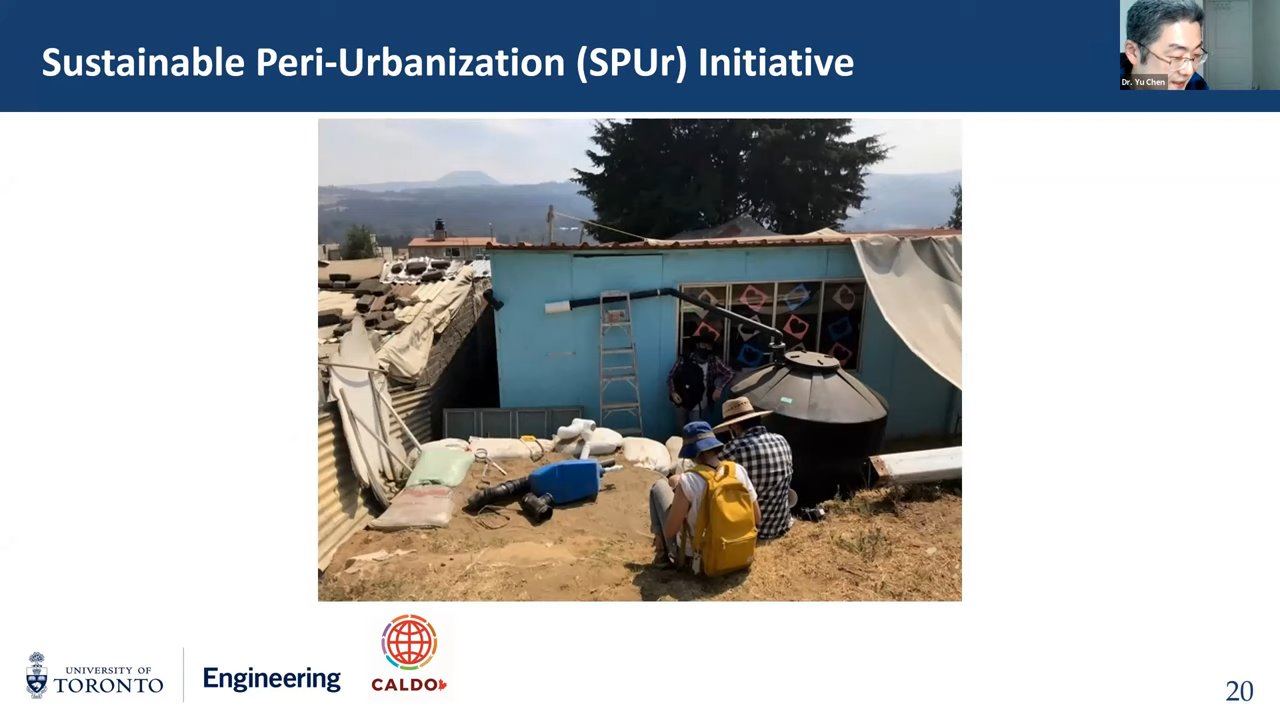 Sustainable Peri-Urbanization (SPUr) Initiative
Dr. Yu Chen
UNIVERSITY OF
TORONTO
Engineering
CALDO
20